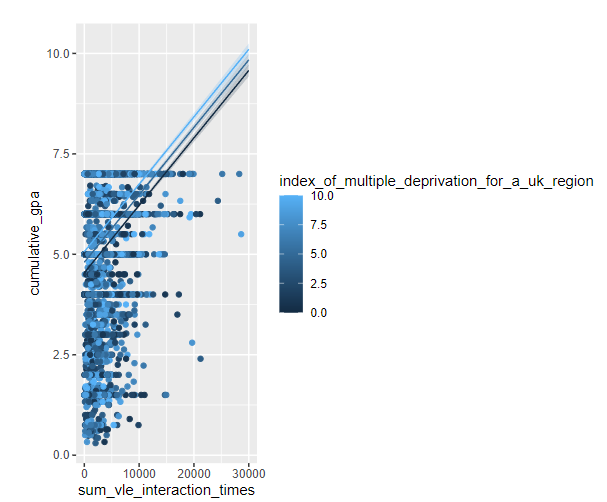 10.0
7.5
5.0
2.5
0.0
cumulative_gpa
0 10000 20000 30000
sum_vle_interaction_times
index_of_multiple_deprivation_for_a_uk_region
10.0
7.5
5.0
2.5
0.0